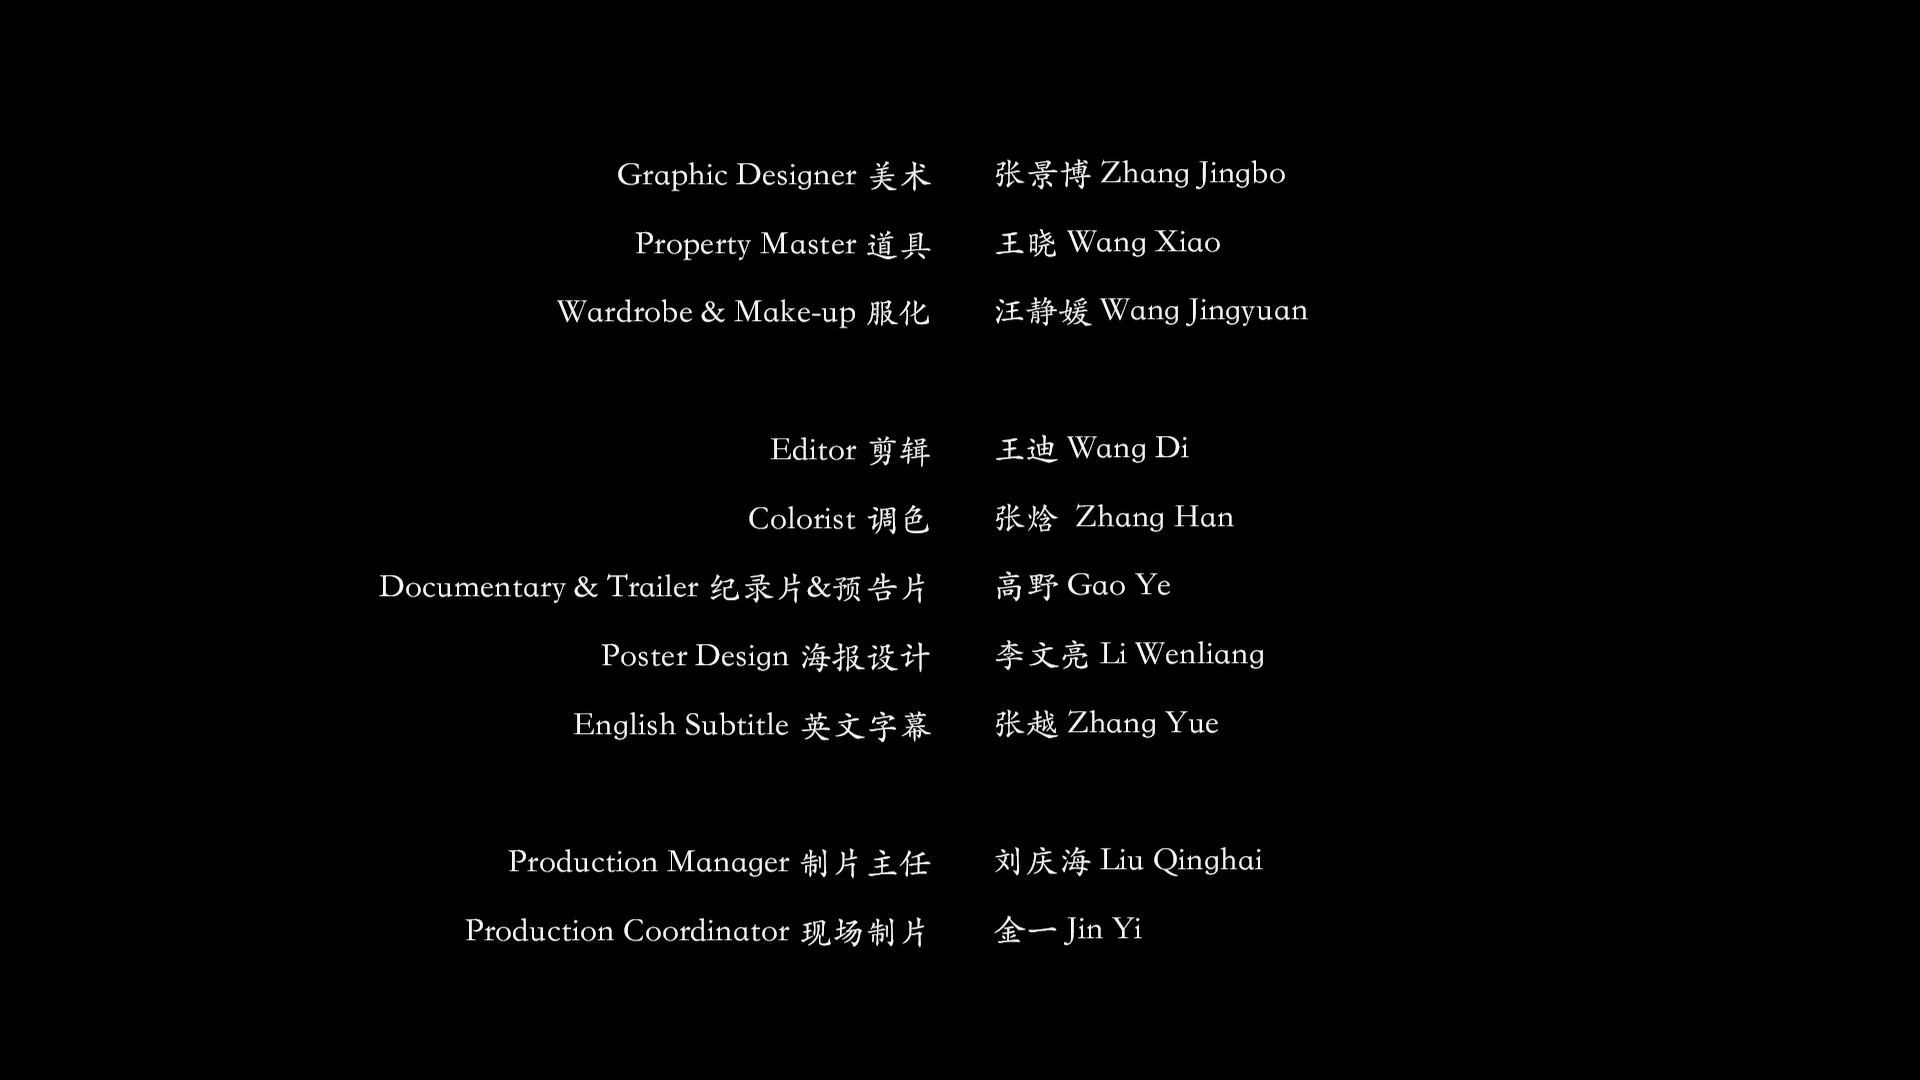 Graphic Designer 美术 张景博 Zhang Jingbo
Property Master 道具 王晓 Wang Xiao
Wardrobe & Make-up 服化 汪静媛 Wang Jingyuan
Editor 剪辑 王迪 Wang Di
Colorist 调色 张焓 Zhang Han
Documentary & Trailer 纪录片&预告片 高野 Gao Ye
Poster Design 海报设计 李文亮 Li Wenliang
English Subtitle 英文字幕 张越 Zhang Yue
Production Manager 制片主任 刘庆海 Liu Qinghai
Production Coordinator 现场制片 金一 Jin Yi